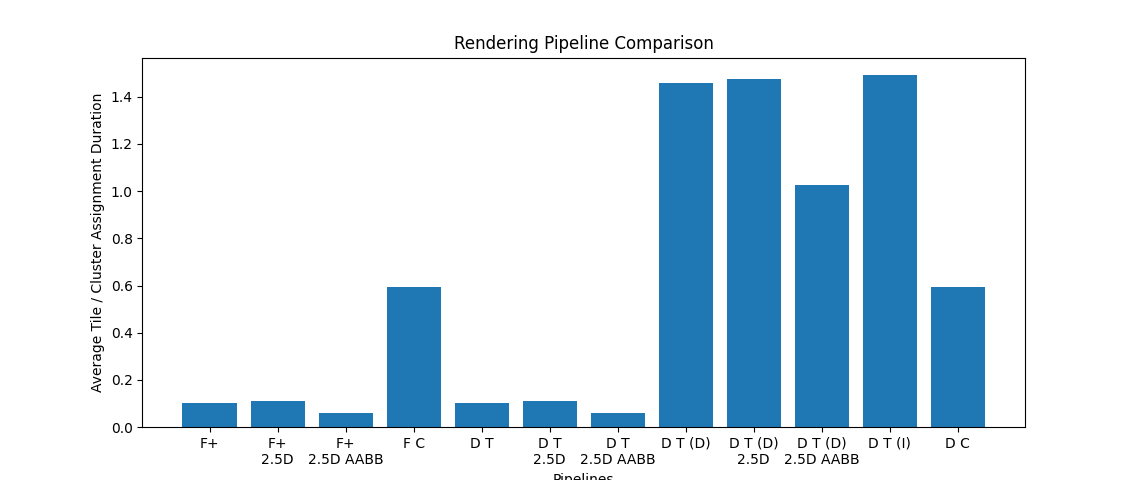 Rendering Pipeline Comparison
Average Tile / Cluster Assignment Duration
1.4
1.2
1.0
0.8
0.6
0.4
0.2
0.0
F+
F+
2.5D
F+
2.5D AABB
F C
D T
D T
2.5D
D T
2.5D AABB
D T (D)
D T (D)
2.5D
D T (D)
2.5D AABB
D T (I)
D C
Pipelines